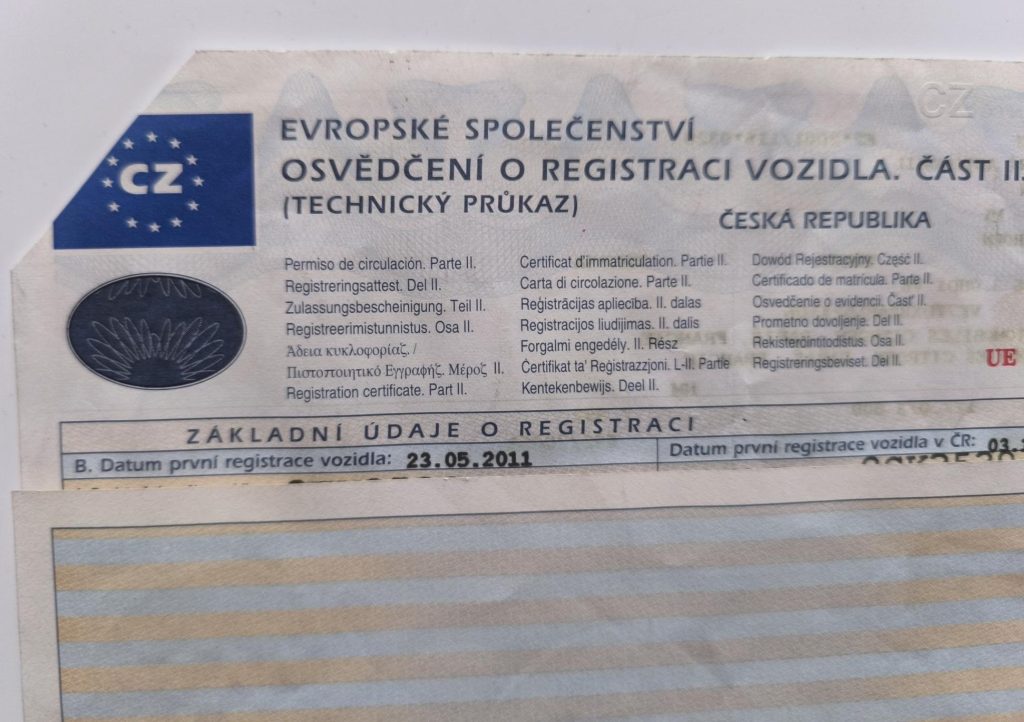 CZ
CZ
EVROPSKÉ SPOLEČENSTVÍ
OSVĚDČENÍ O REGISTRACI VOZIDLA. ČÁST II.
(TECHNICKÝ PRŮKAZ)
ČESKÁ REPUBLIKA
Permiso de circulación. Parte II.
Registreringsattest. Del II.
Zulassungsbescheinigung. Teil II.
Registreerimistunnistus. Osa II.
Άδεια κυκλοφορίας. /
Πιστοποιητικό Εγγραφής. Μέρος II.
Registration certificate. Part II.
Certificat d'immatriculation. Partie II.
Carta di circolazione. Parte II.
Reģistrācijas apliecība. II. dalas
Registracijos liudijimas. II. dalis
Forgalmi engedély. II. Rész
Ċertifikat ta' Reġistrazzjoni. L-II. Partie
Kentekenbewijs. Deel II.
Dowód Rejestracyjny. Część II.
Certificado de matrícula. Parte II.
Osvedčenie o evidencii. Časť II.
Prometno dovoljenje. Del II.
Rekisteröintitodistus. Osa II.
Registreringsbeviset. Del II.
UE
ZÁKLADNÍ ÚDAJE O REGISTRACI
B. Datum první registrace vozidla: 23.05.2011
Datum první registrace vozidla v ČR: 03.